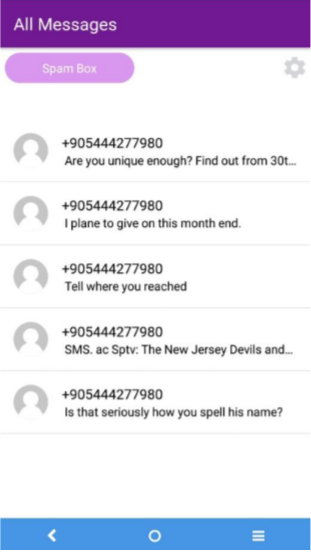 All Messages
Spam Box
+905444277980
Are you unique enough? Find out from 30t...
+905444277980
I plane to give on this month end.
+905444277980
Tell where you reached
+905444277980
SMS. ac Sptv: The New Jersey Devils and...
+905444277980
Is that seriously how you spell his name?